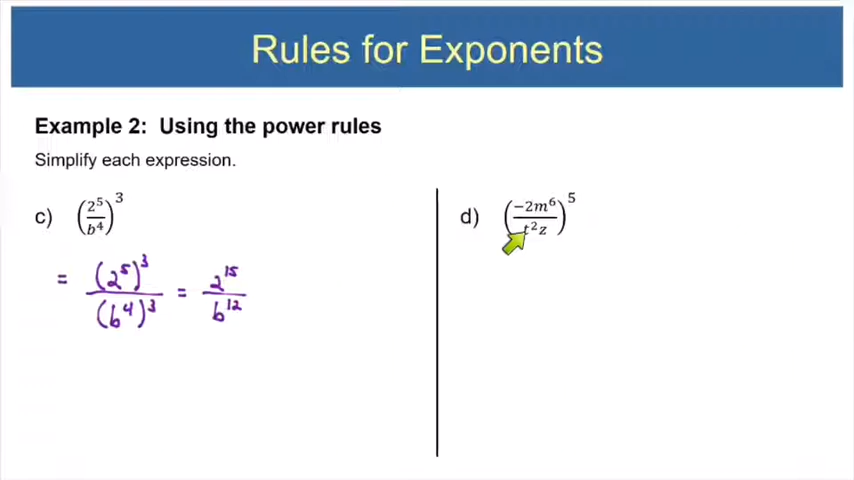 Rules for Exponents
Example 2: Using the power rules
Simplify each expression.
c) (2⁵/b⁴)³
= (2⁵)³/(b⁴)³ = 2¹⁵/b¹²
d) (−2m⁶/t²z)⁵